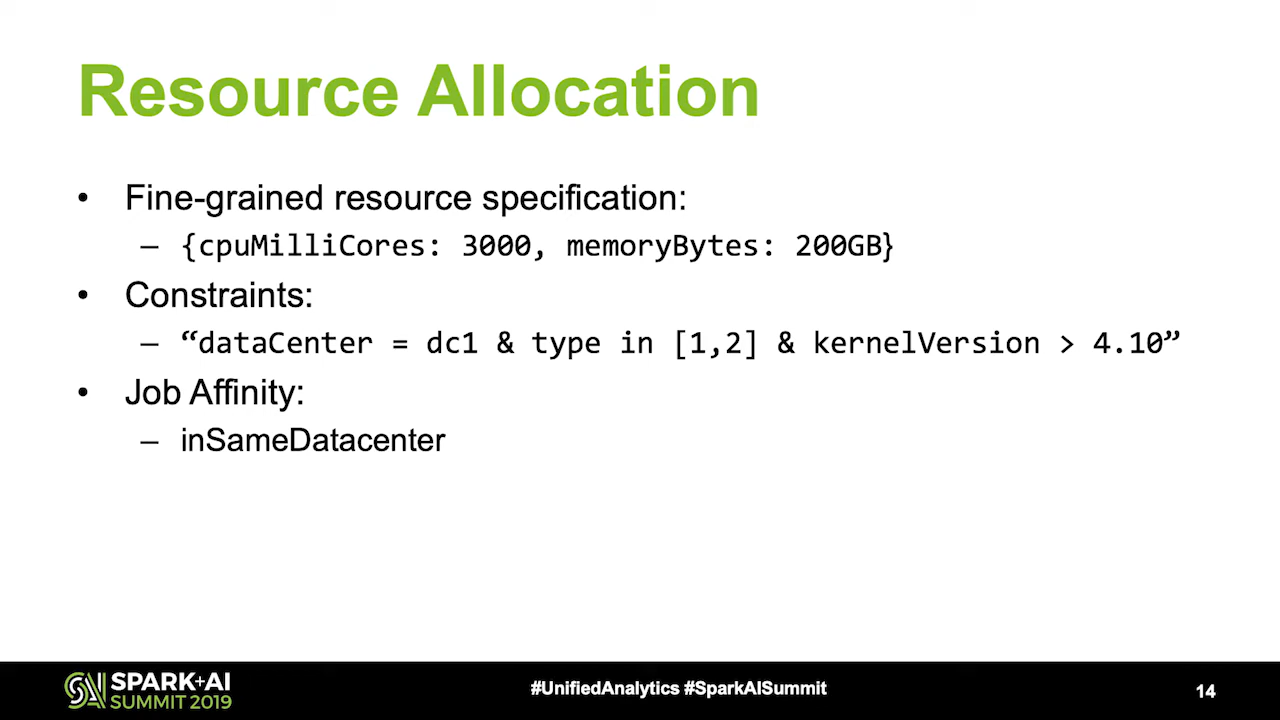 Resource Allocation
• Fine-grained resource specification:
– {cpuMilliCores: 3000, memoryBytes: 200GB}
• Constraints:
– “dataCenter = dc1 & type in [1,2] & kernelVersion > 4.10”
• Job Affinity:
– inSameDatacenter
SPARK+AI
SUMMIT 2019
#UnifiedAnalytics #SparkAISummit
14